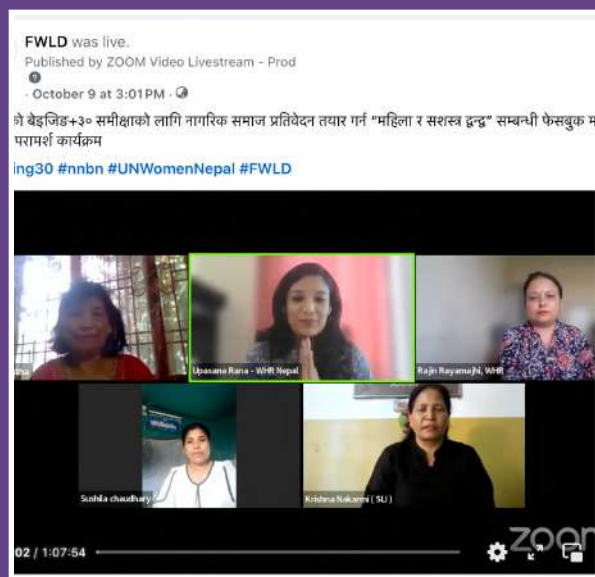 FWLD was live.
Published by ZOOM Video Livestream - Prod
?
· October 9 at 3:01 PM ·
को बेइजिङ+३० समीक्षाको लागि नागरिक समाज प्रतिवेदन तयार गर्न “महिला र सशस्त्र द्वन्द्व” सम्बन्धी फेसबुक म
परामर्श कार्यक्रम
ing30 #nnbn #UNWomenNepal #FWLD
Upasana Rana - WHR Nepal
Rajin Rayamajhi, WHR
Sushila chaudhary
Krishna Nakarmi ( SLI )
02 / 1:07:54
zoom